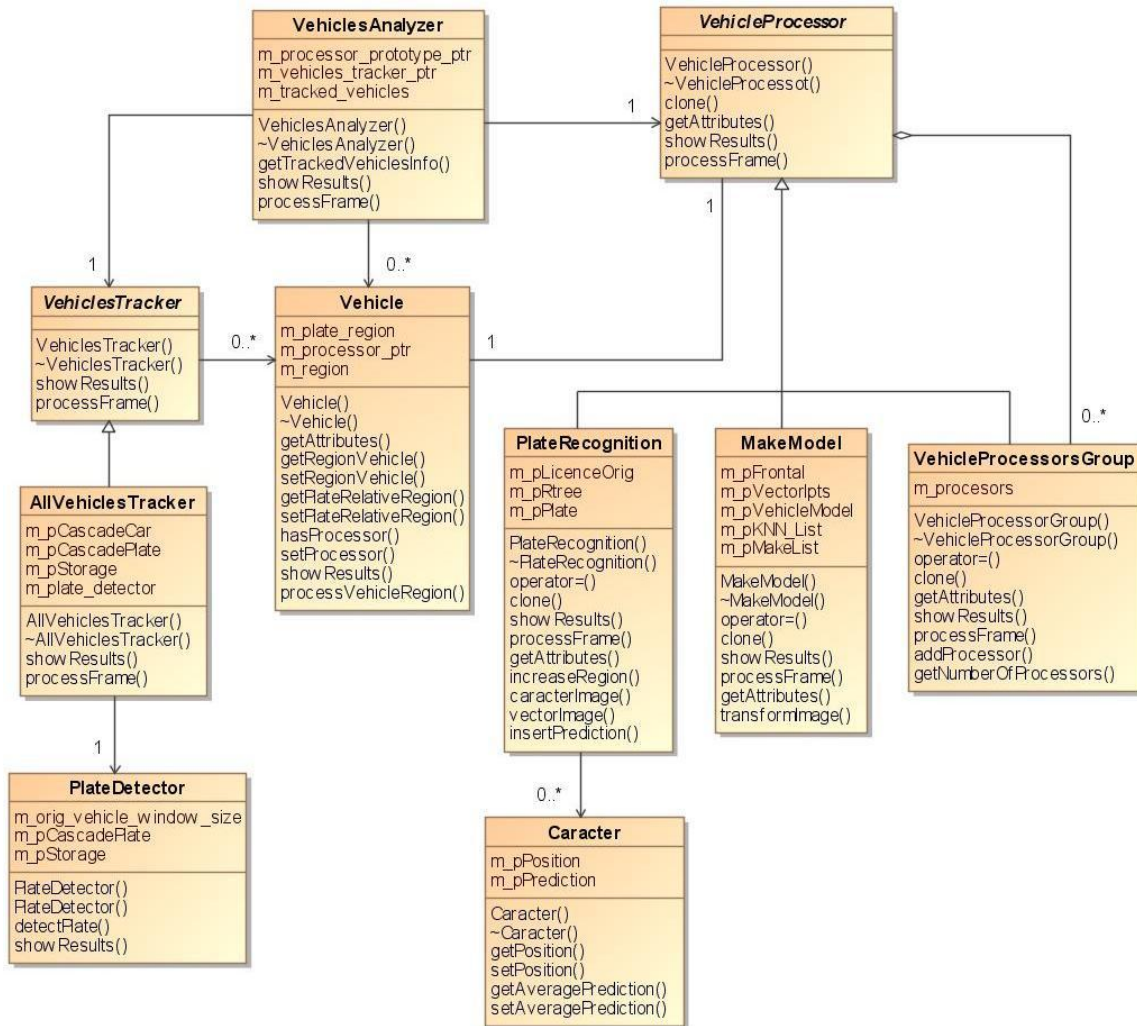 VehiclesAnalyzer
m_processor_prototype_ptr
m_vehicles_tracker_ptr
m_tracked_vehicles
VehiclesAnalyzer()
~VehiclesAnalyzer()
getTrackedVehiclesInfo()
showResults()
processFrame()
VehicleProcessor
VehicleProcessor()
~VehicleProcessot()
clone()
getAttributes()
showResults()
processFrame()
1
1
1
0..*
VehiclesTracker
VehiclesTracker()
~VehiclesTracker()
showResults()
processFrame()
0..*
Vehicle
m_plate_region
m_processor_ptr
m_region
Vehicle()
~Vehicle()
getAttributes()
getRegionVehicle()
setRegionVehicle()
getPlateRelativeRegion()
setPlateRelativeRegion()
hasProcessor()
setProcessor()
showResults()
processVehicleRegion()
1
0..*
AllVehiclesTracker
m_pCascadeCar
m_pCascadePlate
m_pStorage
m_plate_detector
AllVehiclesTracker()
~AllVehiclesTracker()
showResults()
processFrame()
PlateRecognition
m_pLicenceOrig
m_pRtree
m_pPlate
PlateRecognition()
~PlateRecognition()
operator=()
clone()
showResults()
processFrame()
getAttributes()
increaseRegion()
caracterImage()
vectorImage()
insertPrediction()
MakeModel
m_pFrontal
m_pVectorIpts
m_pVehicleModel
m_pKNN_List
m_pMakeList
MakeModel()
~MakeModel()
operator=()
clone()
showResults()
processFrame()
getAttributes()
transformImage()
VehicleProcessorsGroup
m_procesors
VehicleProcessorGroup()
~VehicleProcessorGroup()
operator=()
clone()
getAttributes()
showResults()
processFrame()
addProcessor()
getNumberOfProcessors()
1
PlateDetector
m_orig_vehicle_window_size
m_pCascadePlate
m_pStorage
PlateDetector()
PlateDetector()
detectPlate()
showResults()
0..*
Caracter
m_pPosition
m_pPrediction
Caracter()
~Caracter()
getPosition()
setPosition()
getAveragePrediction()
setAveragePrediction()